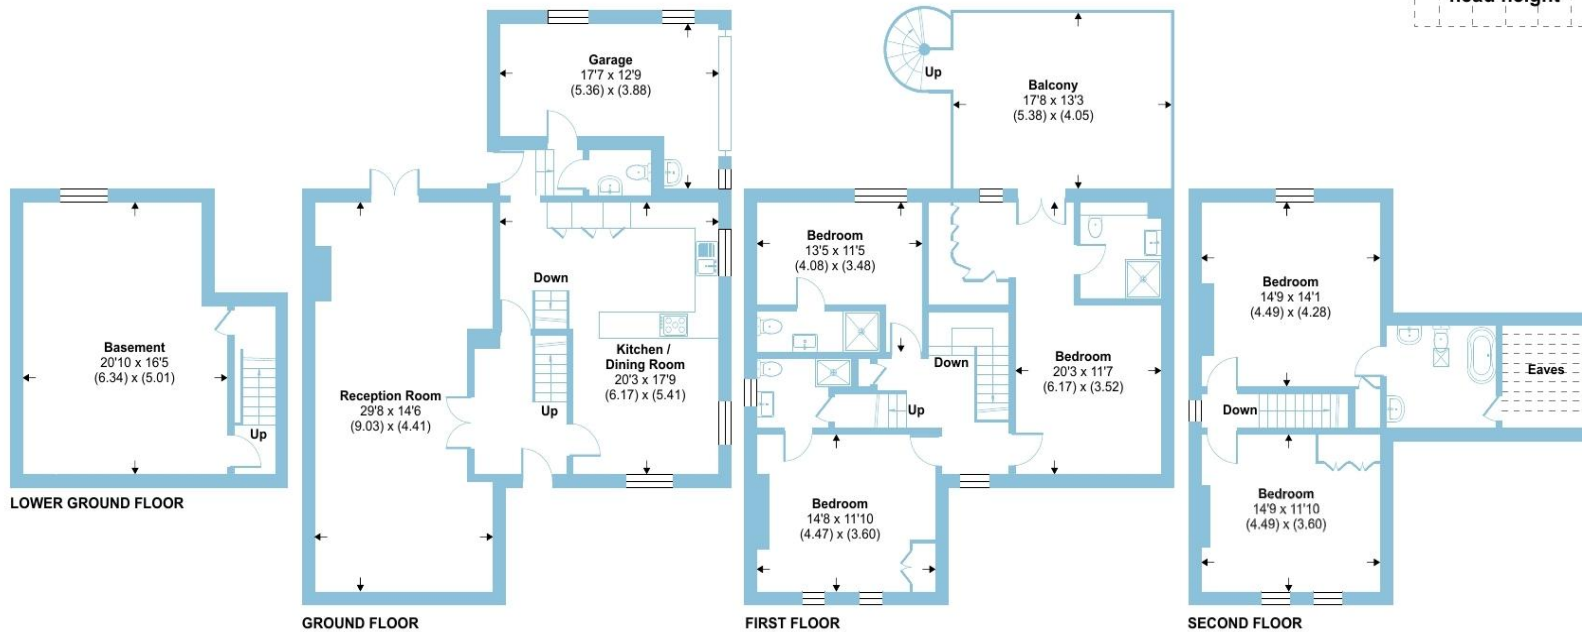 head height
Garage
17'7 x 12'9
(5.36) x (3.88)
Up
Balcony
17'8 x 13'3
(5.38) x (4.05)
Basement
20'10 x 16'5
(6.34) x (5.01)
Up
LOWER GROUND FLOOR
Down
Kitchen /
Dining Room
20'3 x 17'9
(6.17) x (5.41)
Reception Room
29'8 x 14'6
(9.03) x (4.41)
Up
GROUND FLOOR
Bedroom
13'5 x 11'5
(4.08) x (3.48)
Down
Bedroom
20'3 x 11'7
(6.17) x (3.52)
Up
Bedroom
14'8 x 11'10
(4.47) x (3.60)
FIRST FLOOR
Bedroom
14'9 x 14'1
(4.49) x (4.28)
Eaves
Down
Bedroom
14'9 x 11'10
(4.49) x (3.60)
SECOND FLOOR